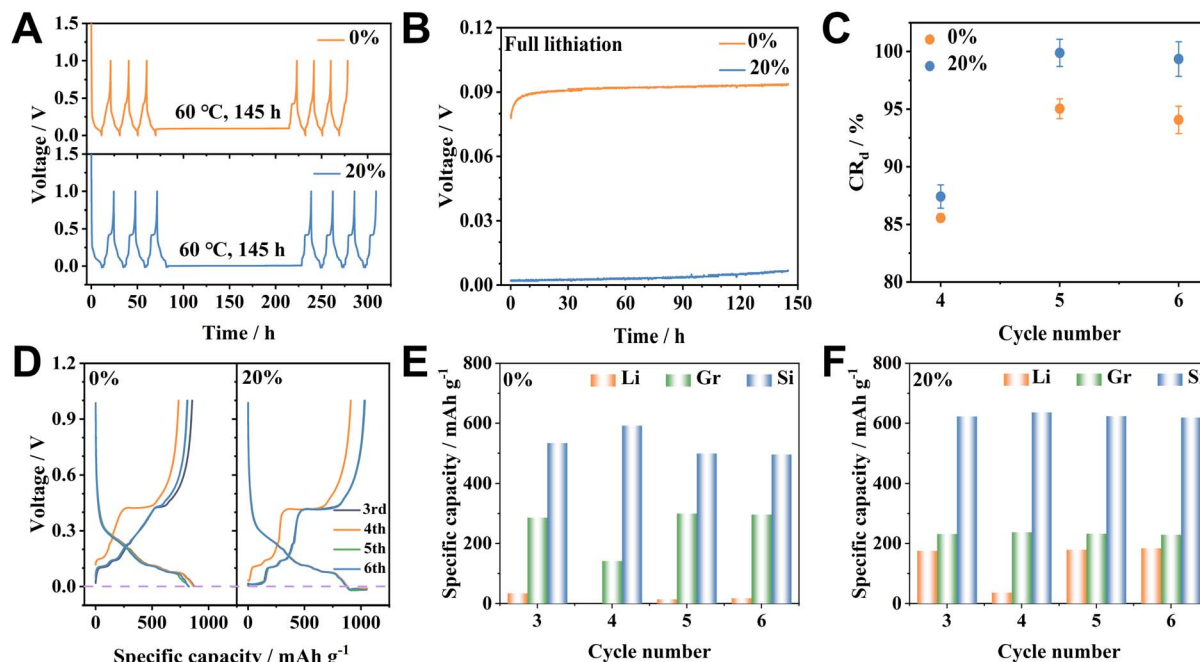 A
1.5
1.0
0.5
0.0
0%
60 °C, 145 h
1.5
1.0
0.5
0.0
20%
60 °C, 145 h
0 50 100 150 200 250 300
Voltage / V
Time / h
B
Full lithiation
0%
20%
0.12
0.09
0.06
0.03
0.00
0 30 60 90 120 150
Voltage / V
Time / h
C
0%
20%
100
95
90
85
80
4 5 6
CRd / %
Cycle number
D
0%
20%
1.2
0.9
0.6
0.3
0.0
3rd
4th
5th
6th
0 500 1000 0 500 1000
Voltage / V
Specific capacity / mAh g-1
E
0%
Li Gr Si
800
600
400
200
0
3 4 5 6
Specific capacity / mAh g-1
Cycle number
F
20%
Li Gr S
800
600
400
200
0
3 4 5 6
Specific capacity / mAh g-1
Cycle number